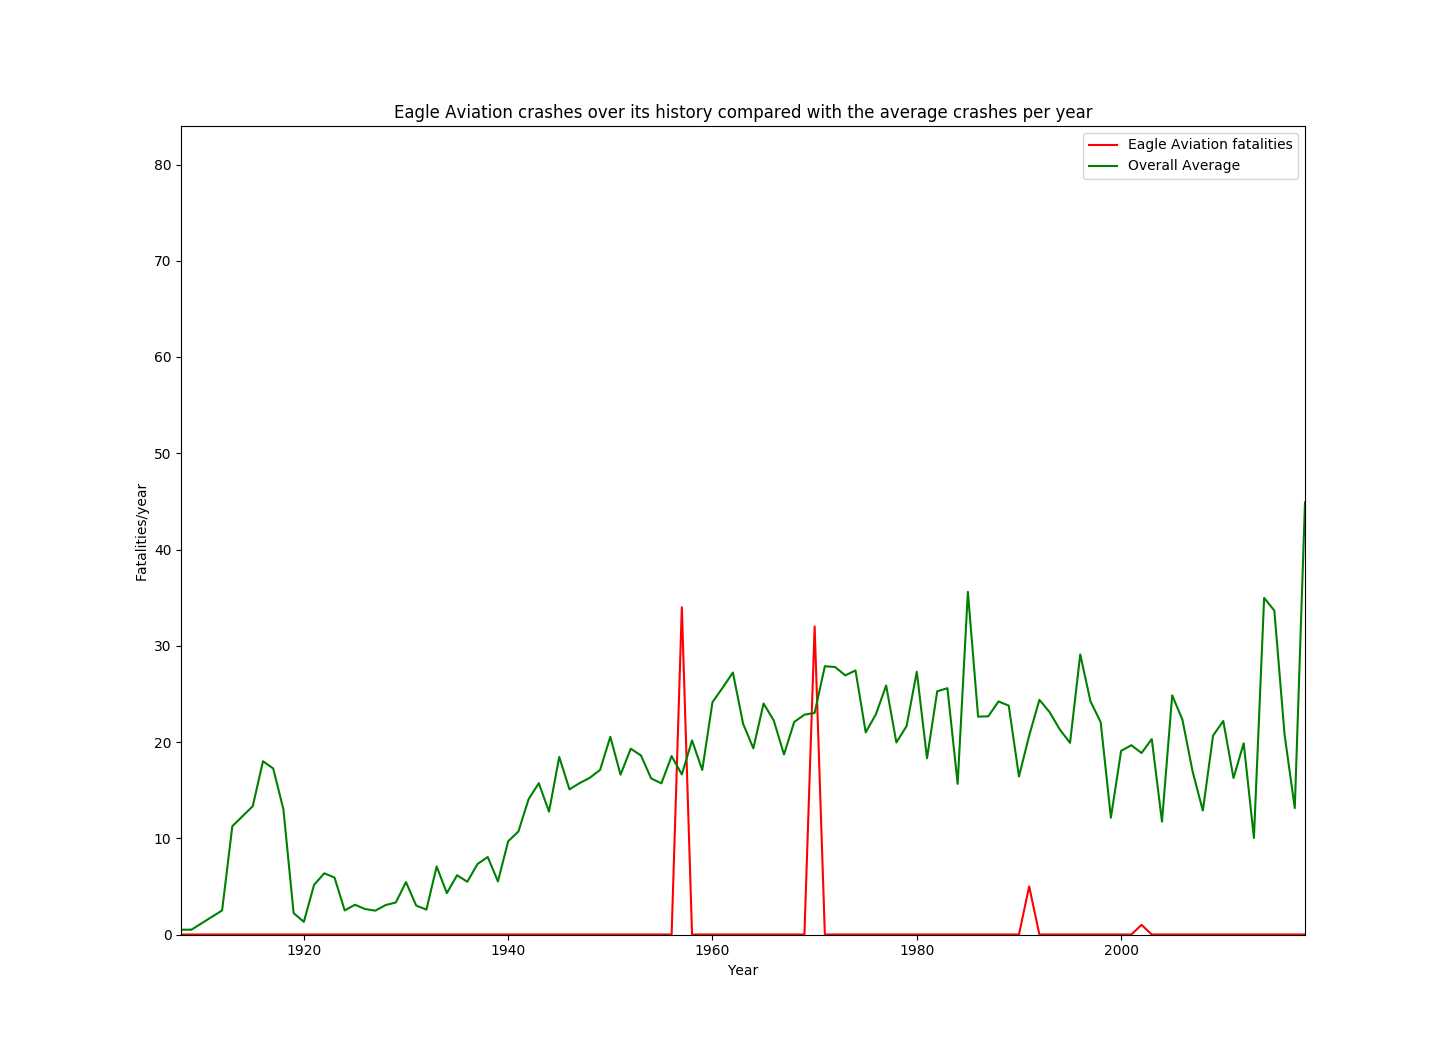 Eagle Aviation crashes over its history compared with the average crashes per year
Eagle Aviation fatalities
Overall Average
80
70
60
50
40
30
20
10
0
Fatalities/year
1920
1940
1960
1980
2000
Year